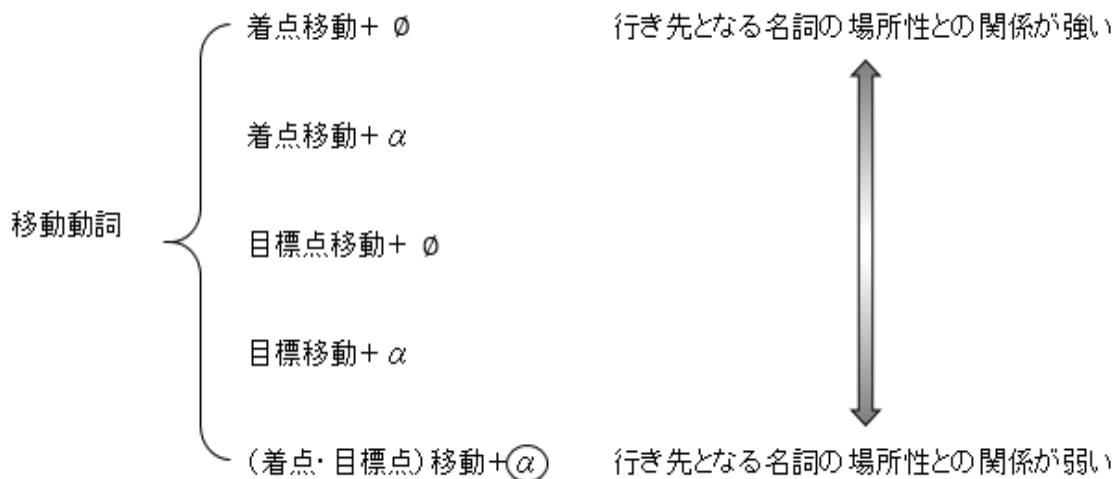 着点移動+ φ 行き先となる名詞の場所性との関係が強い
着点移動+ α
移動動詞
目標点移動+ φ
目標移動+ α
(着点・目標点)移動+α 行き先となる名詞の場所性との関係が弱い